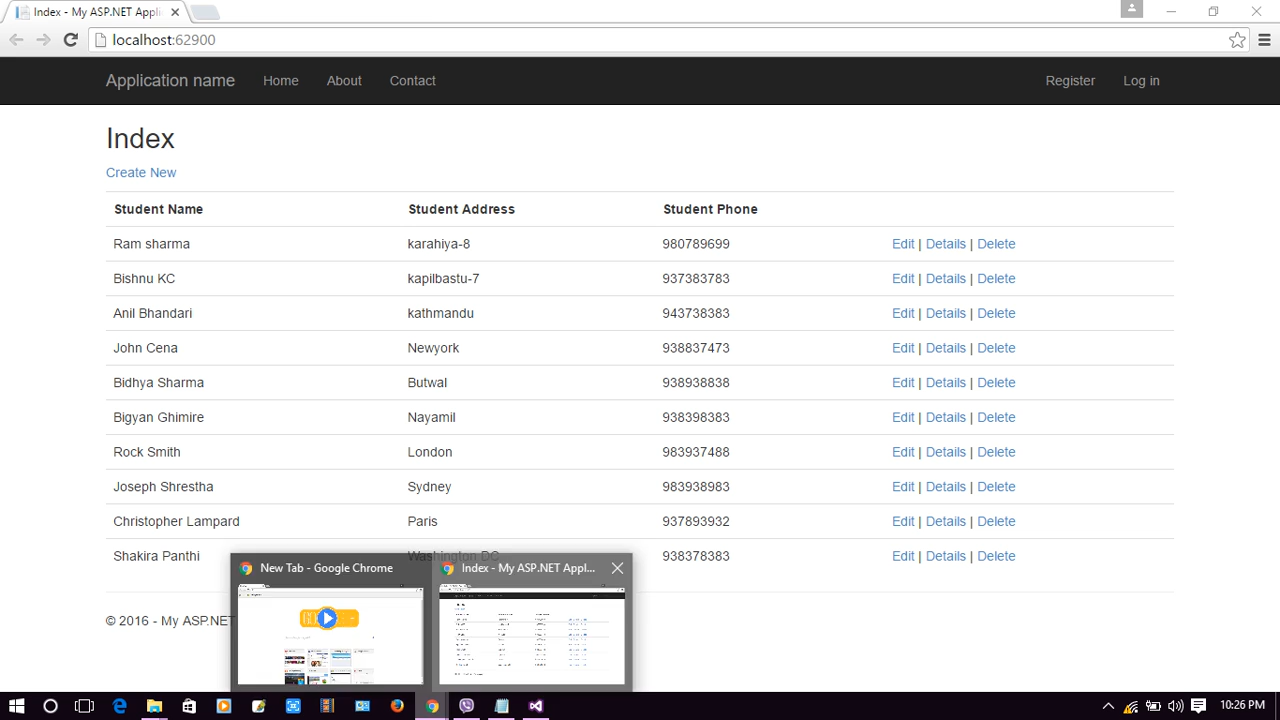 Index - My ASP.NET Appli
localhost:62900
Application name Home About Contact Register Log in
Index
Create New
Student Name Student Address Student Phone
Ram sharma karahiya-8 980789699 Edit | Details | Delete
Bishnu KC kapilbastu-7 937383783 Edit | Details | Delete
Anil Bhandari kathmandu 943738383 Edit | Details | Delete
John Cena Newyork 938837473 Edit | Details | Delete
Bidhya Sharma Butwal 938938838 Edit | Details | Delete
Bigyan Ghimire Nayamil 938398383 Edit | Details | Delete
Rock Smith London 983937488 Edit | Details | Delete
Joseph Shrestha Sydney 983938983 Edit | Details | Delete
Christopher Lampard Paris 937893932 Edit | Details | Delete
Shakira Panthi Washington DC 938378383 Edit | Details | Delete
New Tab - Google Chrome Index - My ASP.NET Appl...
© 2016 - My ASP.NET
10:26 PM